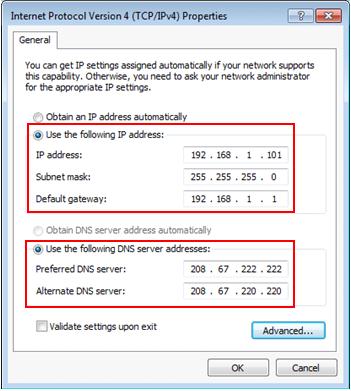 Internet Protocol Version 4 (TCP/IPv4) Properties
General
You can get IP settings assigned automatically if your network supports
this capability. Otherwise, you need to ask your network administrator
for the appropriate IP settings.
Obtain an IP address automatically
Use the following IP address:
IP address: 192 . 168 . 1 . 101
Subnet mask: 255 . 255 . 255 . 0
Default gateway: 192 . 168 . 1 . 1
Obtain DNS server address automatically
Use the following DNS server addresses:
Preferred DNS server: 208 . 67 . 222 . 222
Alternate DNS server: 208 . 67 . 220 . 220
Validate settings upon exit
Advanced...
OK Cancel